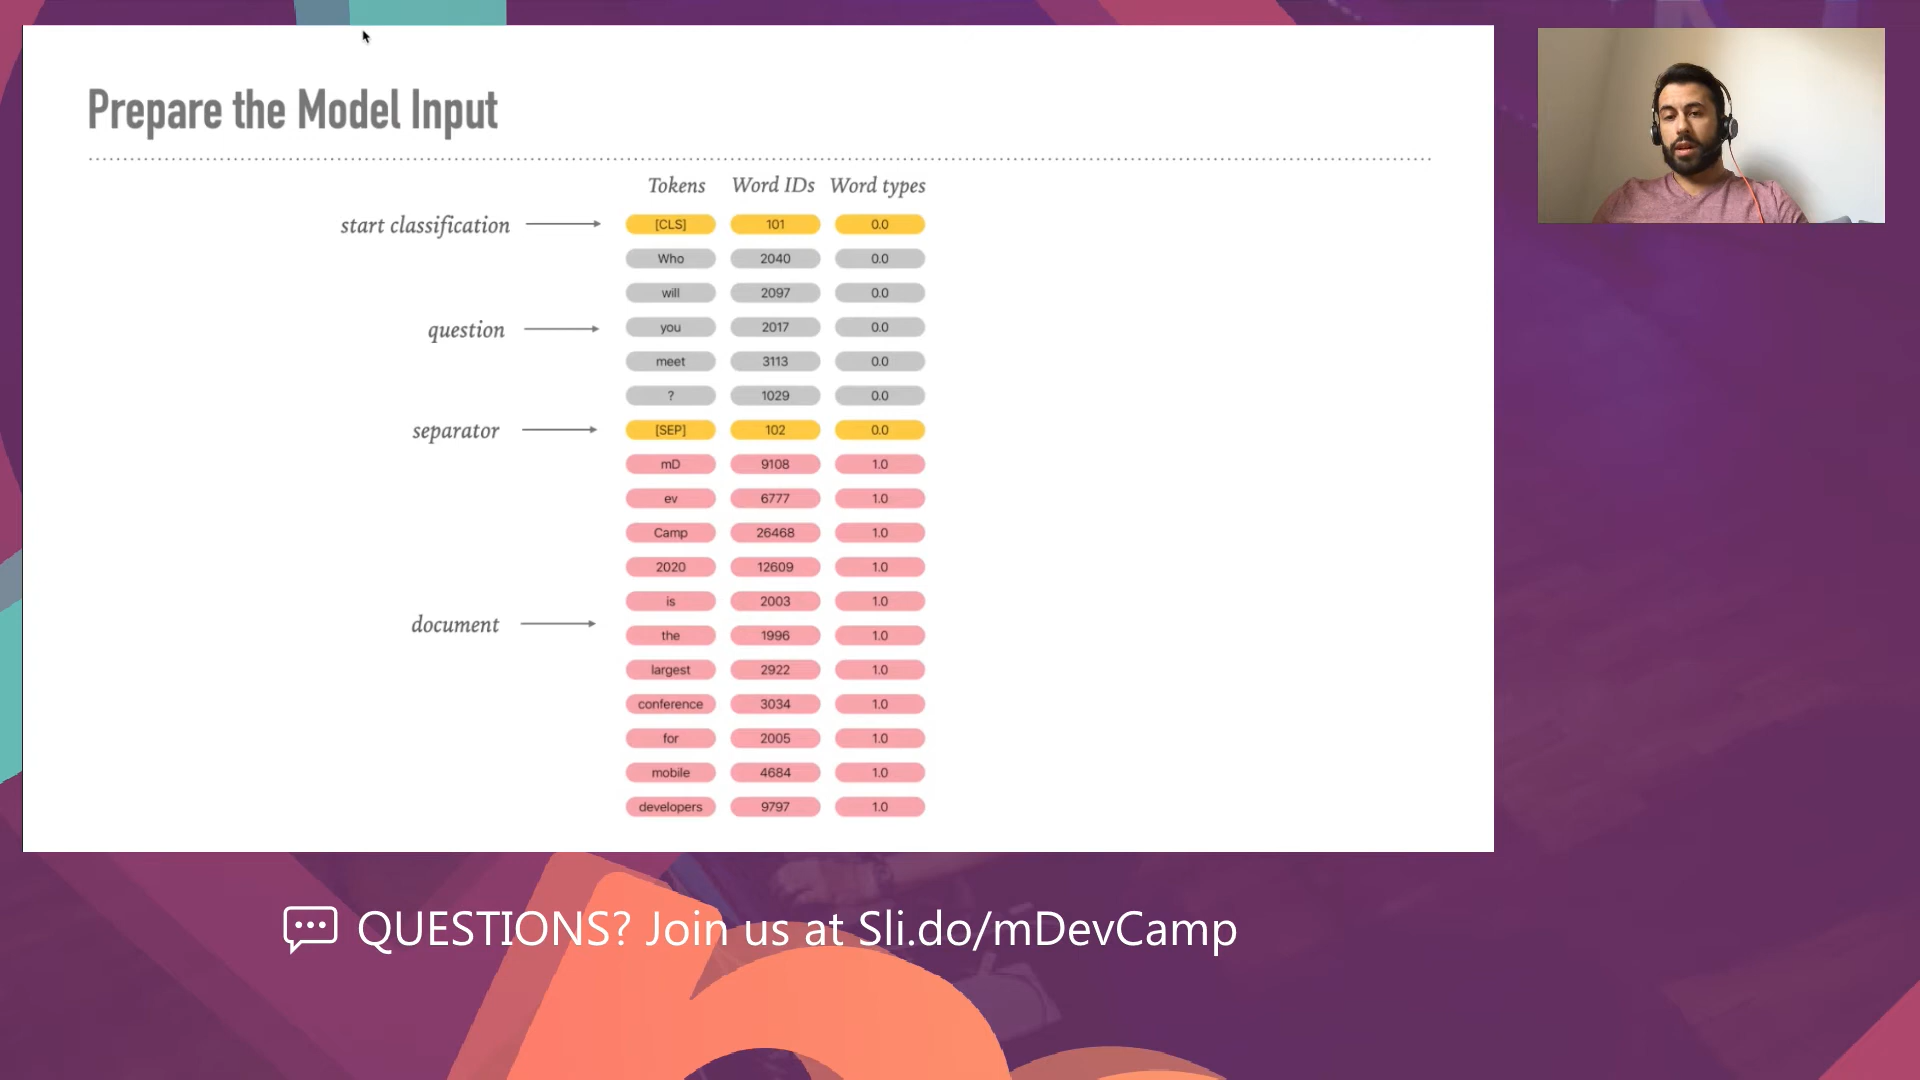 Prepare the Model Input
Tokens Word IDs Word types
start classification [CLS] 101 0.0
Who 2040 0.0
will 2097 0.0
question you 2017 0.0
meet 3113 0.0
? 1029 0.0
separator [SEP] 102 0.0
mD 9108 1.0
ev 6777 1.0
Camp 26468 1.0
2020 12609 1.0
is 2003 1.0
document the 1996 1.0
largest 2922 1.0
conference 3034 1.0
for 2005 1.0
mobile 4684 1.0
developers 9797 1.0
QUESTIONS? Join us at Sli.do/mDevCamp